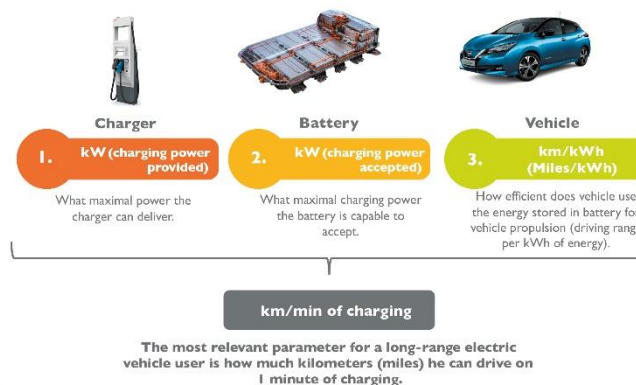 Charger
Battery
Vehicle
1.
kW (charging power
provided)
2.
kW (charging power
accepted)
3.
km/kWh
(Miles/kWh)
What maximal power the
charger can deliver.
What maximal charging power
the battery is capable to
accept.
How efficient does vehicle use
the energy stored in battery for
vehicle propulsion (driving range
per kWh of energy).
km/min of charging
The most relevant parameter for a long-range electric
vehicle user is how much kilometers (miles) he can drive on
1 minute of charging.